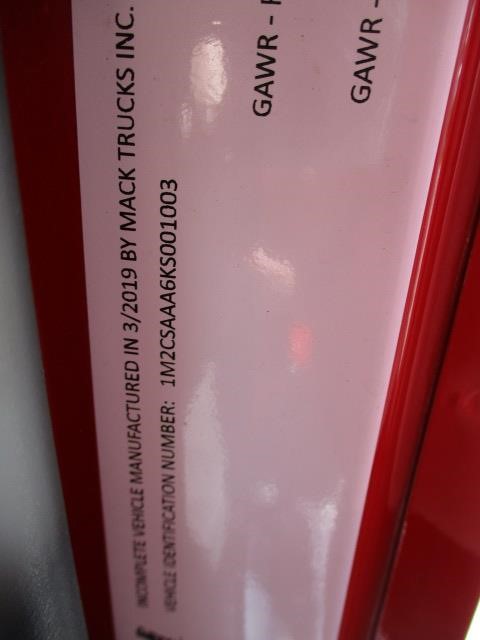 INCOMPLETE VEHICLE MANUFACTURED IN 3/2019 BY MACK TRUCKS INC.
VEHICLE IDENTIFICATION NUMBER: 1M2CSAAA6KS001003
GAWR -
GAWR -